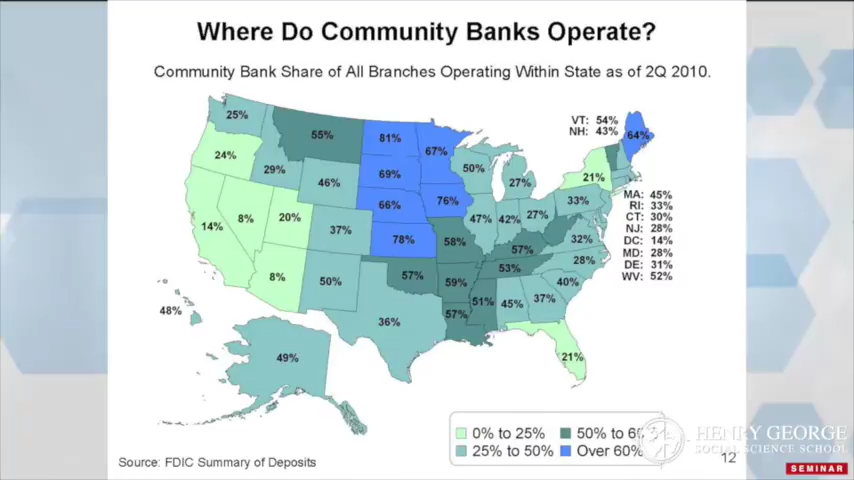 Where Do Community Banks Operate?
Community Bank Share of All Branches Operating Within State as of 2Q 2010.
VT: 54%
NH: 43%
25%
55%
81%
67%
64%
24%
29%
46%
69%
50%
27%
21%
14%
8%
20%
37%
66%
76%
47%
42%
27%
33%
MA: 45%
RI: 33%
CT: 30%
NJ: 28%
DC: 14%
MD: 28%
DE: 31%
WV: 52%
78%
58%
57%
32%
8%
50%
57%
59%
53%
28%
40%
48%
36%
57%
51%
45%
37%
49%
21%
0% to 25%
50% to
25% to 50%
Over 60%
HENRY GEORGE
SOCIAL SCIENCE SCHOOL
SEMINAR
Source: FDIC Summary of Deposits
12